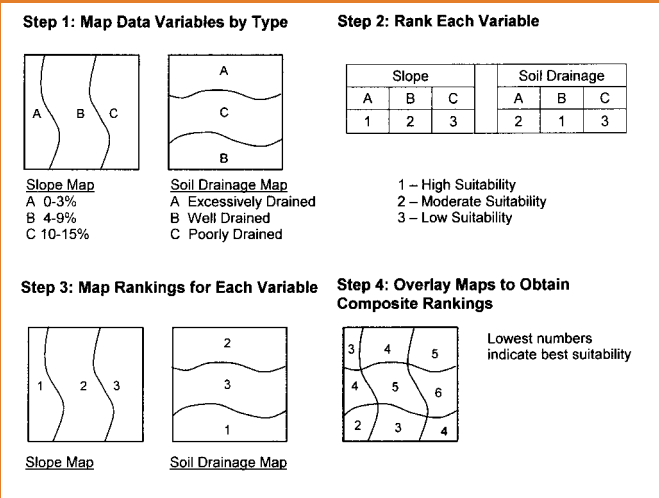 Step 1: Map Data Variables by Type
A B C
A
C
B
Slope Map
A 0-3%
B 4-9%
C 10-15%
Soil Drainage Map
A Excessively Drained
B Well Drained
C Poorly Drained
Step 2: Rank Each Variable
Slope Soil Drainage
A B C A B C
1 2 3 2 1 3
1 – High Suitability
2 – Moderate Suitability
3 – Low Suitability
Step 3: Map Rankings for Each Variable
1 2 3
Slope Map
2
3
1
Soil Drainage Map
Step 4: Overlay Maps to Obtain
Composite Rankings
3 4 5
4 5 6
2 3 4
Lowest numbers
indicate best suitability